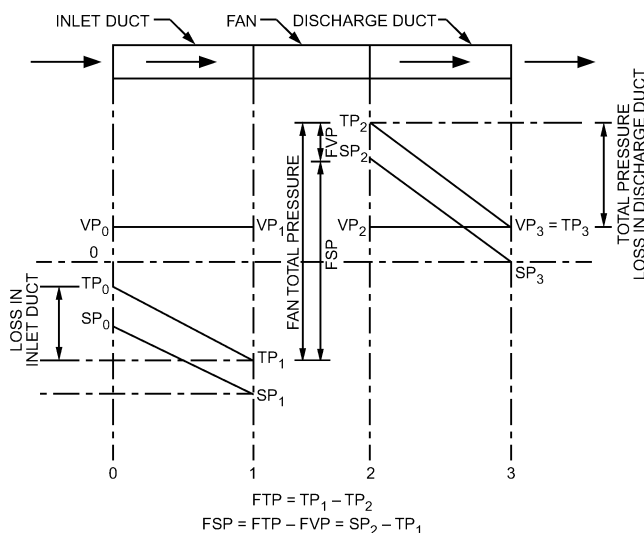 INLET DUCT
FAN
DISCHARGE DUCT
TP₂
FVP
SP₂
VP₀
VP₁
VP₂
VP₃ = TP₃
0
TP₀
SP₀
TP₁
SP₁
SP₃
LOSS IN
INLET DUCT
FAN TOTAL PRESSURE
FSP
TOTAL PRESSURE
LOSS IN DISCHARGE DUCT
0
1
2
3
FTP = TP₁ – TP₂
FSP = FTP – FVP = SP₂ – TP₁